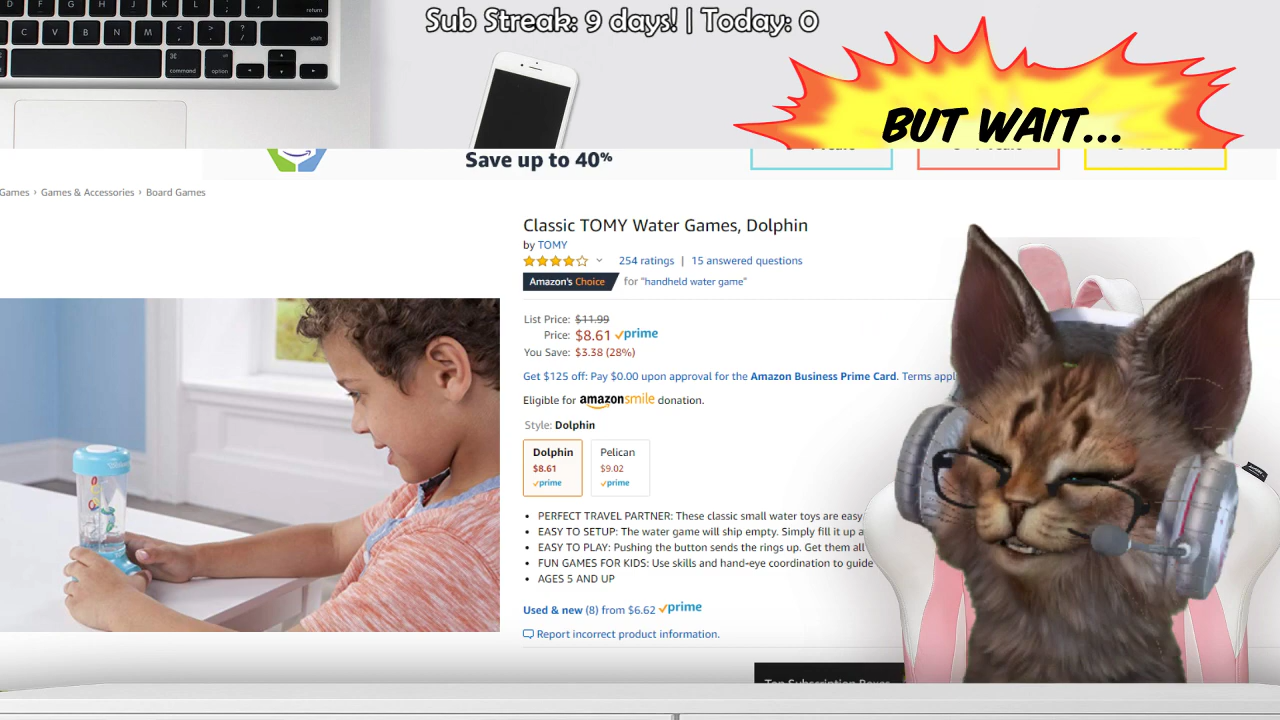 Sub Streak: 9 days! | Today: 0
return
C V B N M < > ? shift
command option
BUT WAIT...
Save up to 40%
Games › Games & Accessories › Board Games
Classic TOMY Water Games, Dolphin
by TOMY
254 ratings | 15 answered questions
Amazon's Choice for "handheld water game"
List Price: $11.99
Price: $8.61 prime
You Save: $3.38 (28%)
Get $125 off: Pay $0.00 upon approval for the Amazon Business Prime Card. Terms appl
Eligible for amazonsmile donation.
Style: Dolphin
Dolphin Pelican
$8.61 $9.02
prime prime
• PERFECT TRAVEL PARTNER: These classic small water toys are easy
• EASY TO SETUP: The water game will ship empty. Simply fill it up a
• EASY TO PLAY: Pushing the button sends the rings up. Get them all
• FUN GAMES FOR KIDS: Use skills and hand-eye coordination to guide
• AGES 5 AND UP
Used & new (8) from $6.62 prime
Report incorrect product information.
Top Subscription Boxes